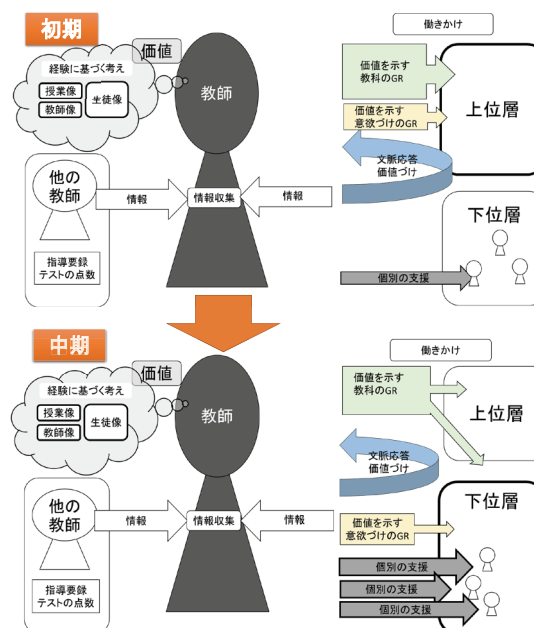 初期
価値
経験に基づく考え
授業像
教師像
生徒像
教師
他の
教師
指導要録
テストの点数
情報
情報収集
情報
働きかけ
価値を示す
教科のGR
価値を示す
意欲づけのGR
上位層
文脈応答
価値づけ
下位層
個別の支援
中期
価値
経験に基づく考え
授業像
教師像
生徒像
教師
他の
教師
指導要録
テストの点数
情報
情報収集
情報
働きかけ
価値を示す
教科のGR
上位層
文脈応答
価値づけ
下位層
価値を示す
意欲づけのGR
個別の支援
個別の支援
個別の支援